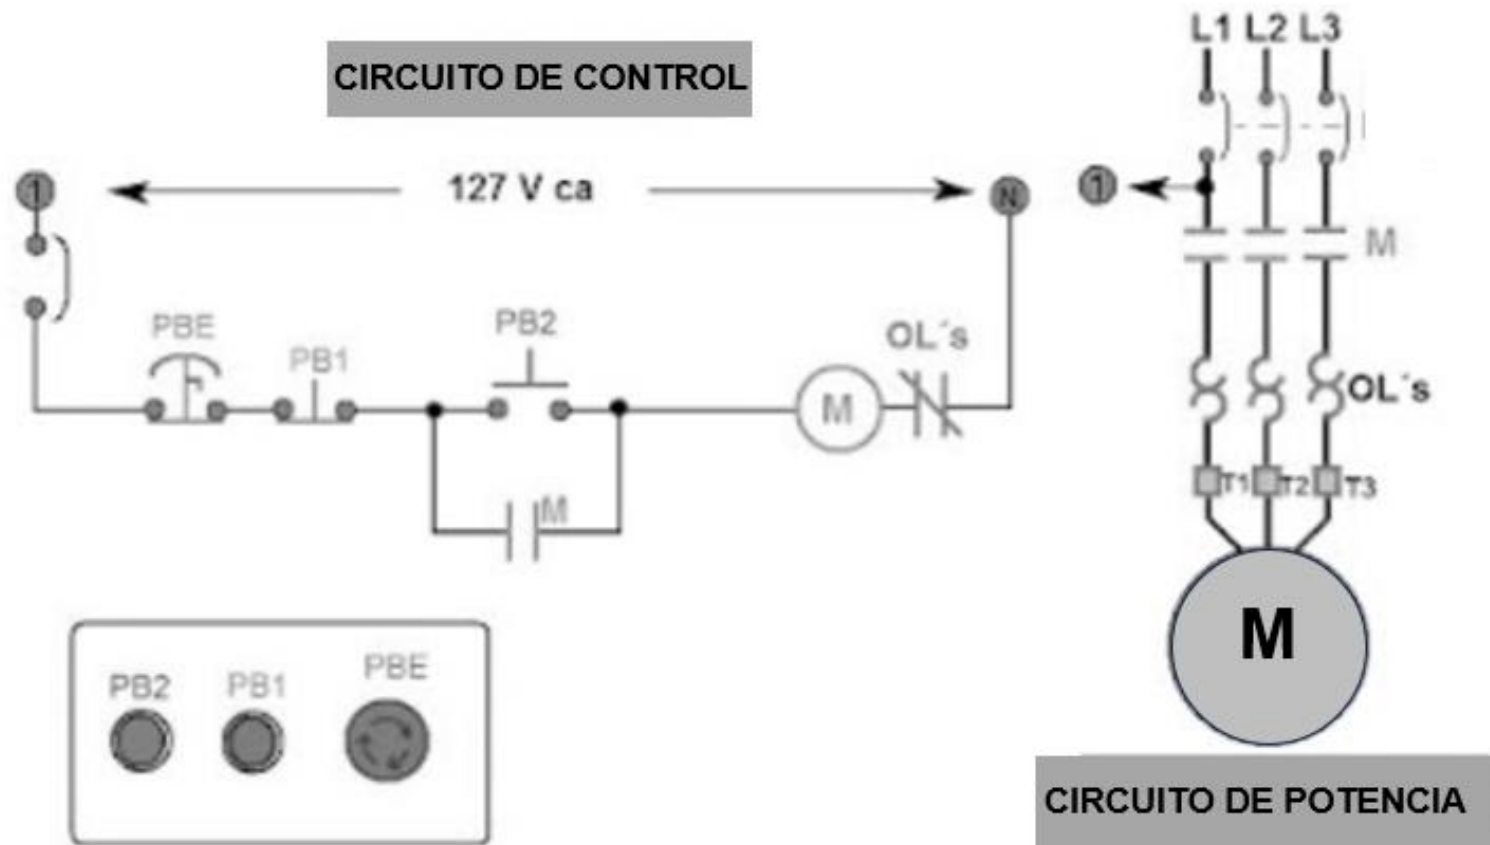 CIRCUITO DE CONTROL
L1 L2 L3
1
127 V ca
N
1
M
PBE
PB1
PB2
OL´s
M
M
OL´s
T1 T2 T3
M
PB2
PB1
PBE
CIRCUITO DE POTENCIA